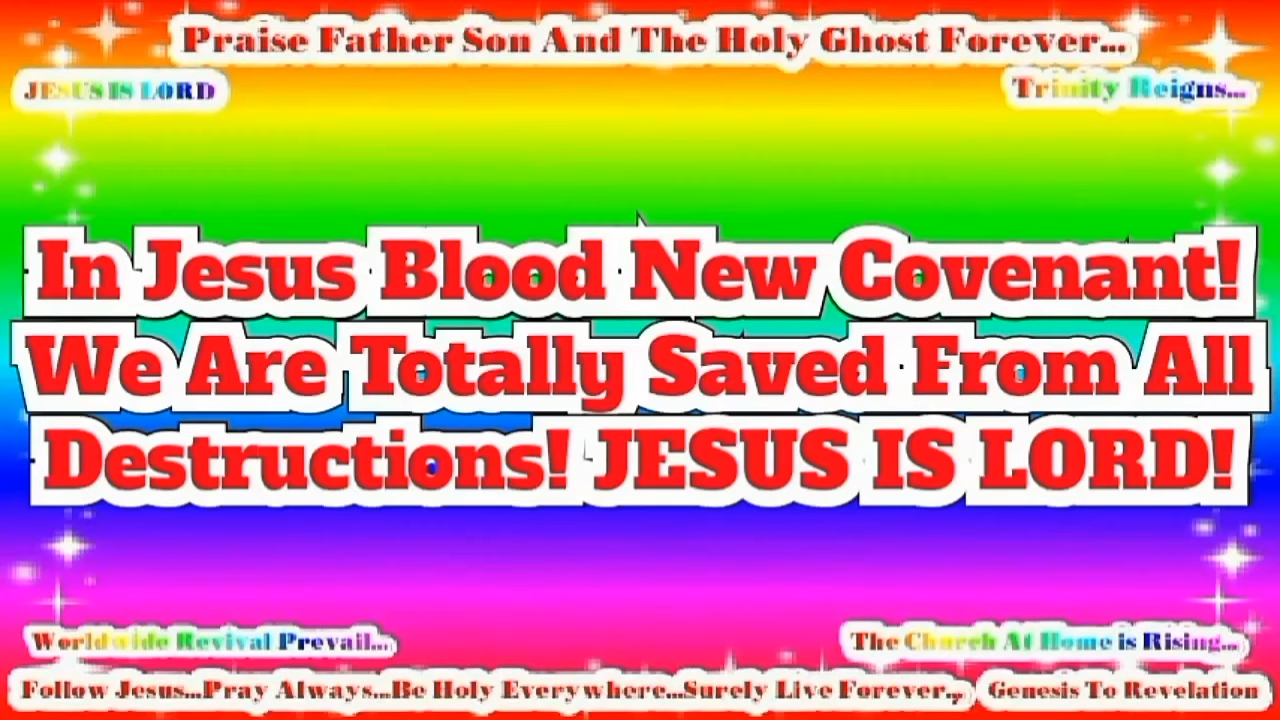 Praise Father Son And The Holy Ghost Forever...
JESUS IS LORD
Trinity Reigns...
In Jesus Blood New Covenant!
We Are Totally Saved From All
Destructions! JESUS IS LORD!
Worldwide Revival Prevail...
The Church At Home is Rising...
Follow Jesus...Pray Always...Be Holy Everywhere...Surely Live Forever.,, Genesis To Revelation